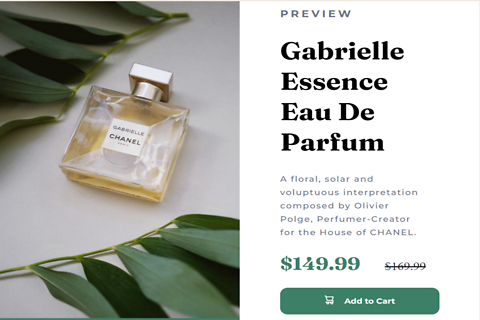 PREVIEW
Gabrielle
Essence
Eau De
Parfum
A floral, solar and
voluptuous interpretation
composed by Olivier
Polge, Perfumer-Creator
for the House of CHANEL.
$149.99 $169.99
Add to Cart
GABRIELLE
CHANEL
PARIS